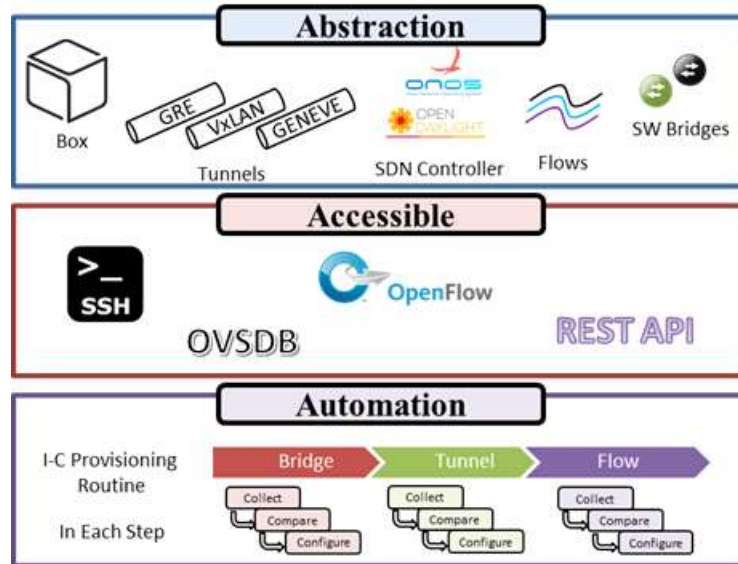 Abstraction
Box
GRE
VxLAN
GENEVE
Tunnels
onos
OPEN
DAYLIGHT
SDN Controller
Flows
SW Bridges
Accessible
>_
SSH
OVSDB
OpenFlow
REST API
Automation
I-C Provisioning
Routine
Bridge
Tunnel
Flow
In Each Step
Collect
Compare
Configure
Collect
Compare
Configure
Collect
Compare
Configure